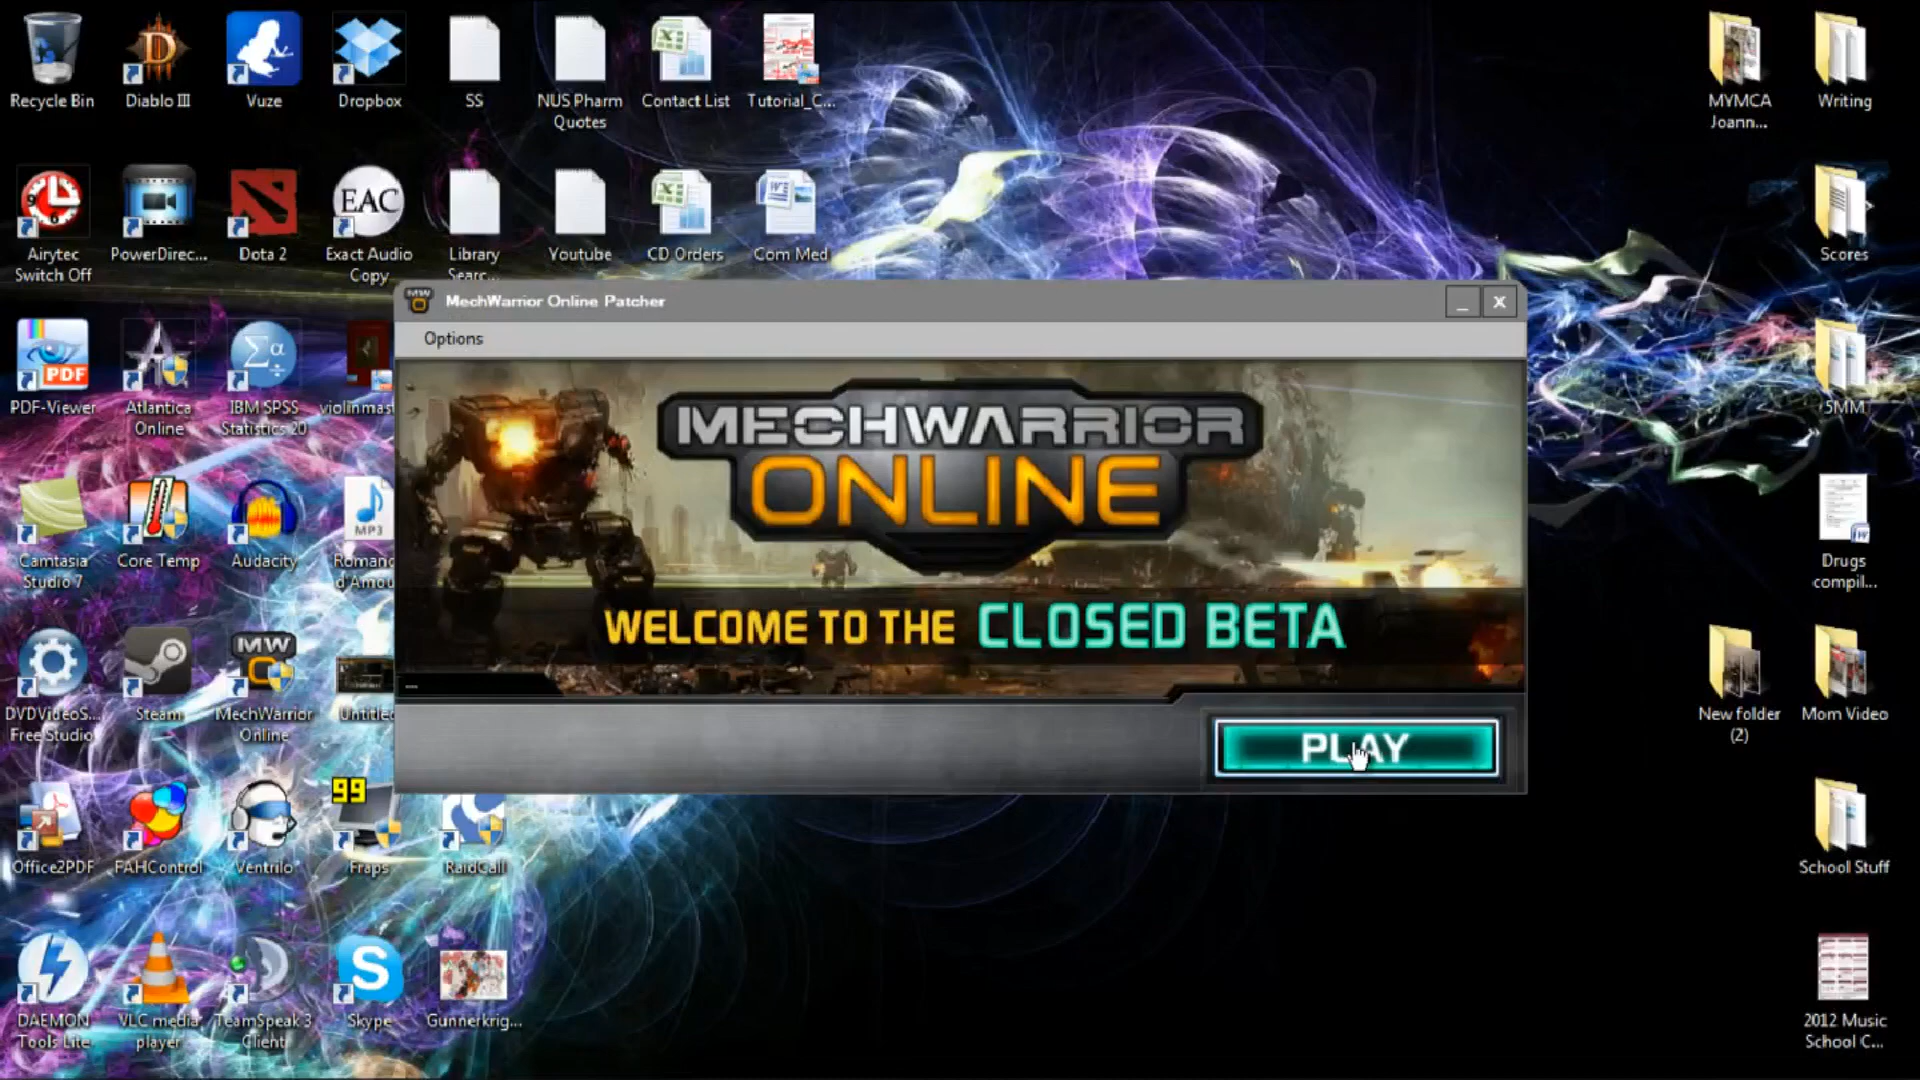 Recycle Bin
Diablo III
Vuze
Dropbox
SS
NUS Pharm
Quotes
Contact List
Tutorial_C...
MYMCA
Joann...
Writing
Airytec
Switch Off
PowerDirec...
Dota 2
EAC
Exact Audio
Copy
Library
Searc...
Youtube
CD Orders
Com Med
Scores
MechWarrior Online Patcher
Options
PDF
PDF-Viewer
Atlantica
Online
IBM SPSS
Statistics 20
violinmast
5MM
MECHWARRIOR
ONLINE
WELCOME TO THE CLOSED BETA
PLAY
Camtasia
Studio 7
Core Temp
Audacity
MP3
Romanc
d'Amou
Drugs
compil...
DVDVideoS...
Free Studio
Steam
MW
MechWarrior
Online
Untitled
New folder
(2)
Mom Video
Office2PDF
FAHControl
Ventrilo
99
Fraps
RaidCall
School Stuff
DAEMON
Tools Lite
VLC media
player
TeamSpeak 3
Client
Skype
Gunnerkrig...
2012 Music
School C...